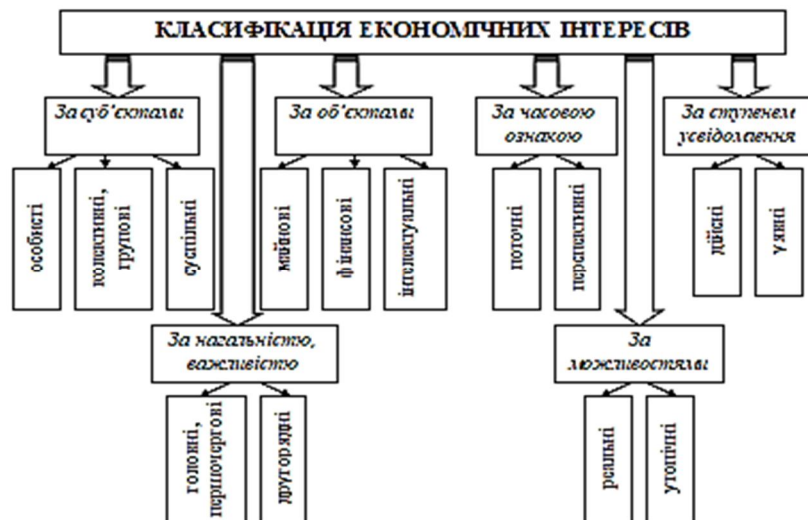 КЛАСИФІКАЦІЯ ЕКОНОМІЧНИХ ІНТЕРЕСІВ
За суб'єктами
За об'єктами
За часовою
ознакою
За ступенем
усвідомлення
особисті
колективні,
групові
суспільні
майнові
фінансові
інтелектуальні
поточні
перспективні
дійсні
уявні
За нагальністю,
важливістю
За
можливостями
головні,
першочергові
другорядні
реальні
утопічні